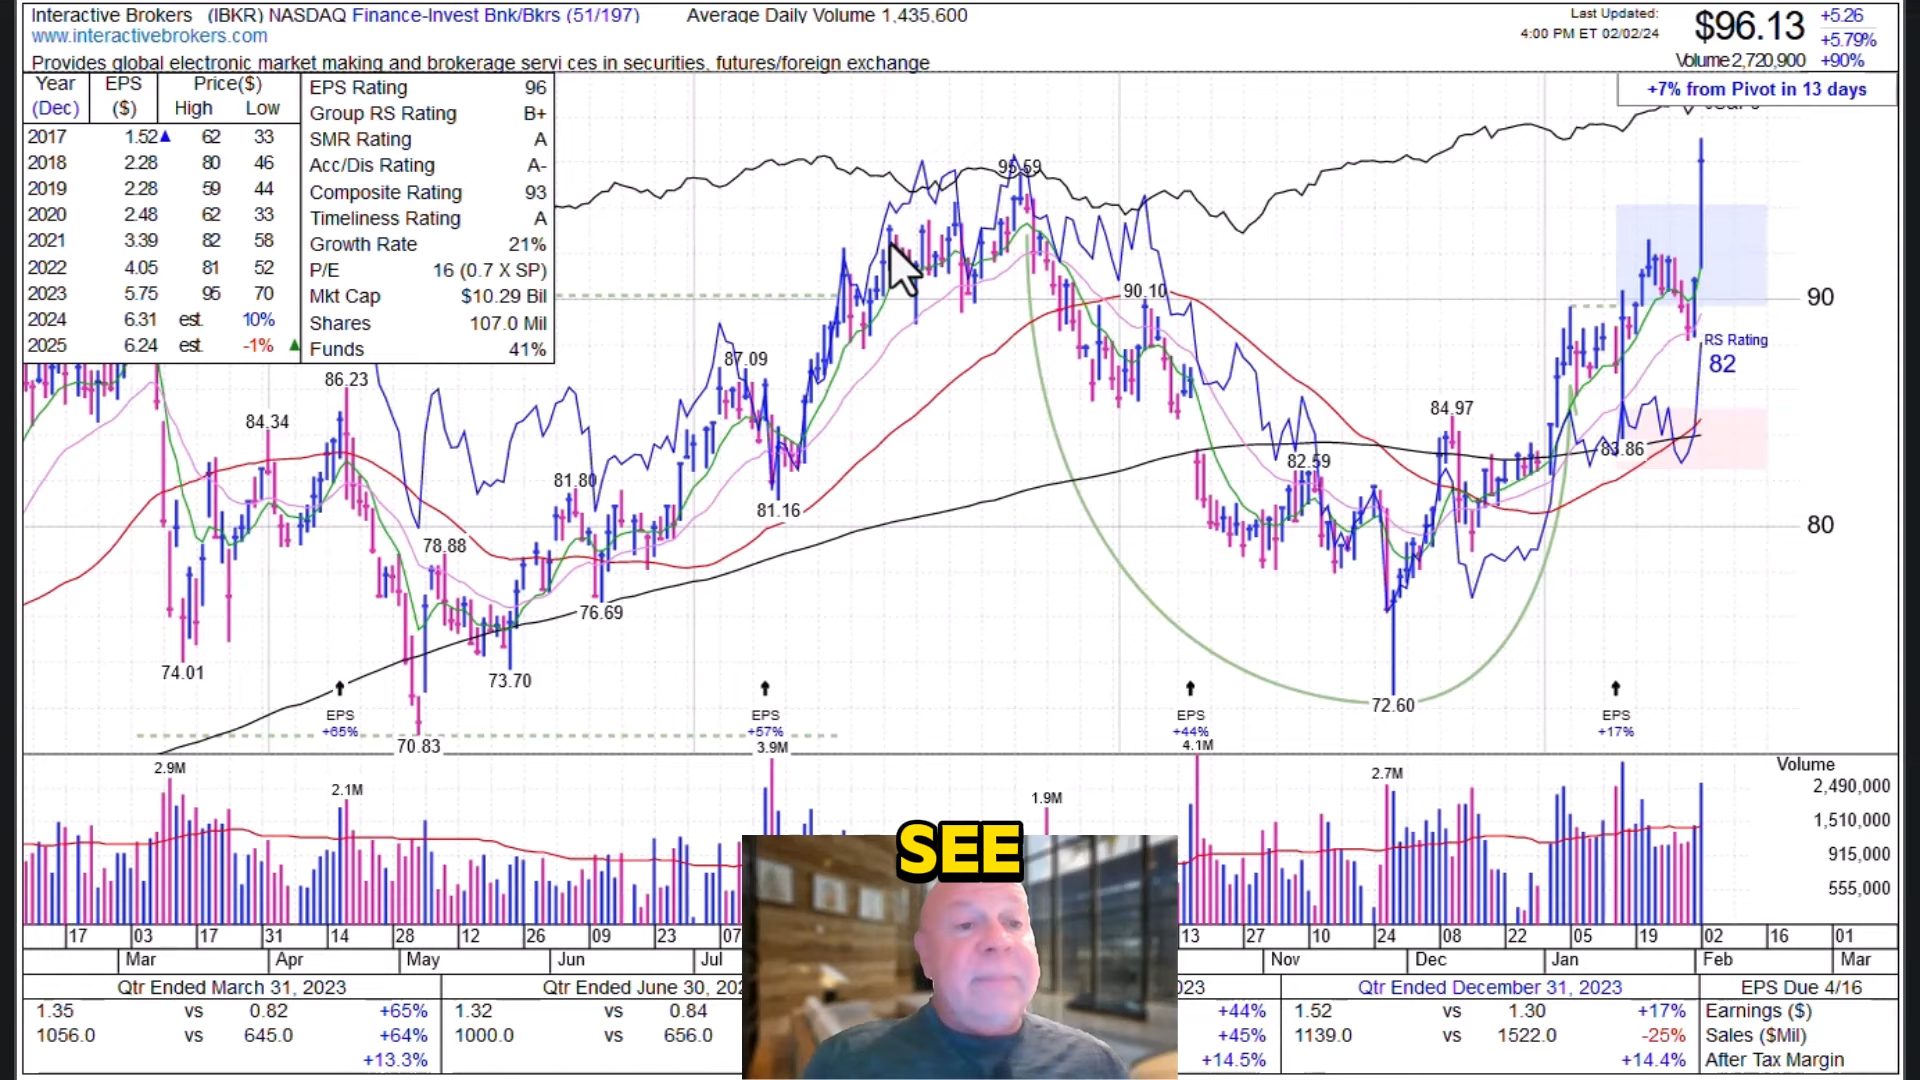 Interactive Brokers (IBKR) NASDAQ Finance-Invest Bnk/Bkrs (51/197) Average Daily Volume 1,435,600
www.interactivebrokers.com
Provides global electronic market making and brokerage servi ces in securities, futures/foreign exchange
Last Updated:
4:00 PM ET 02/02/24
$96.13
+5.26
+5.79%
Volume 2,720,900 +90%
+7% from Pivot in 13 days
Year EPS Price($)
(Dec) ($) High Low
2017 1.52 62 33
2018 2.28 80 46
2019 2.28 59 44
2020 2.48 62 33
2021 3.39 82 58
2022 4.05 81 52
2023 5.75 95 70
2024 6.31 est. 10%
2025 6.24 est. -1%
EPS Rating 96
Group RS Rating B+
SMR Rating A
Acc/Dis Rating A-
Composite Rating 93
Timeliness Rating A
Growth Rate 21%
P/E 16 (0.7 X SP)
Mkt Cap $10.29 Bil
Shares 107.0 Mil
Funds 41%
95.59
90.10
90
RS Rating
82
87.09
86.23
84.34
84.97
83.86
82.59
81.80
81.16
80
78.88
76.69
74.01
73.70
72.60
70.83
EPS +65%
EPS +57%
EPS +44%
EPS +17%
2.9M
2.1M
3.9M
1.9M
4.1M
2.7M
Volume
2,490,000
1,510,000
915,000
555,000
SEE
17 03 17 31 14 28 12 26 09 23 07 13 27 10 24 08 22 05 19 02 16 01
Mar Apr May Jun Jul Nov Dec Jan Feb Mar
Qtr Ended March 31, 2023
1.35 vs 0.82 +65%
1056.0 vs 645.0 +64%
+13.3%
Qtr Ended June 30, 202
1.32 vs 0.84
1000.0 vs 656.0
023
+44%
+45%
+14.5%
Qtr Ended December 31, 2023
1.52 vs 1.30 +17%
1139.0 vs 1522.0 -25%
+14.4%
EPS Due 4/16
Earnings ($)
Sales ($Mil)
After Tax Margin